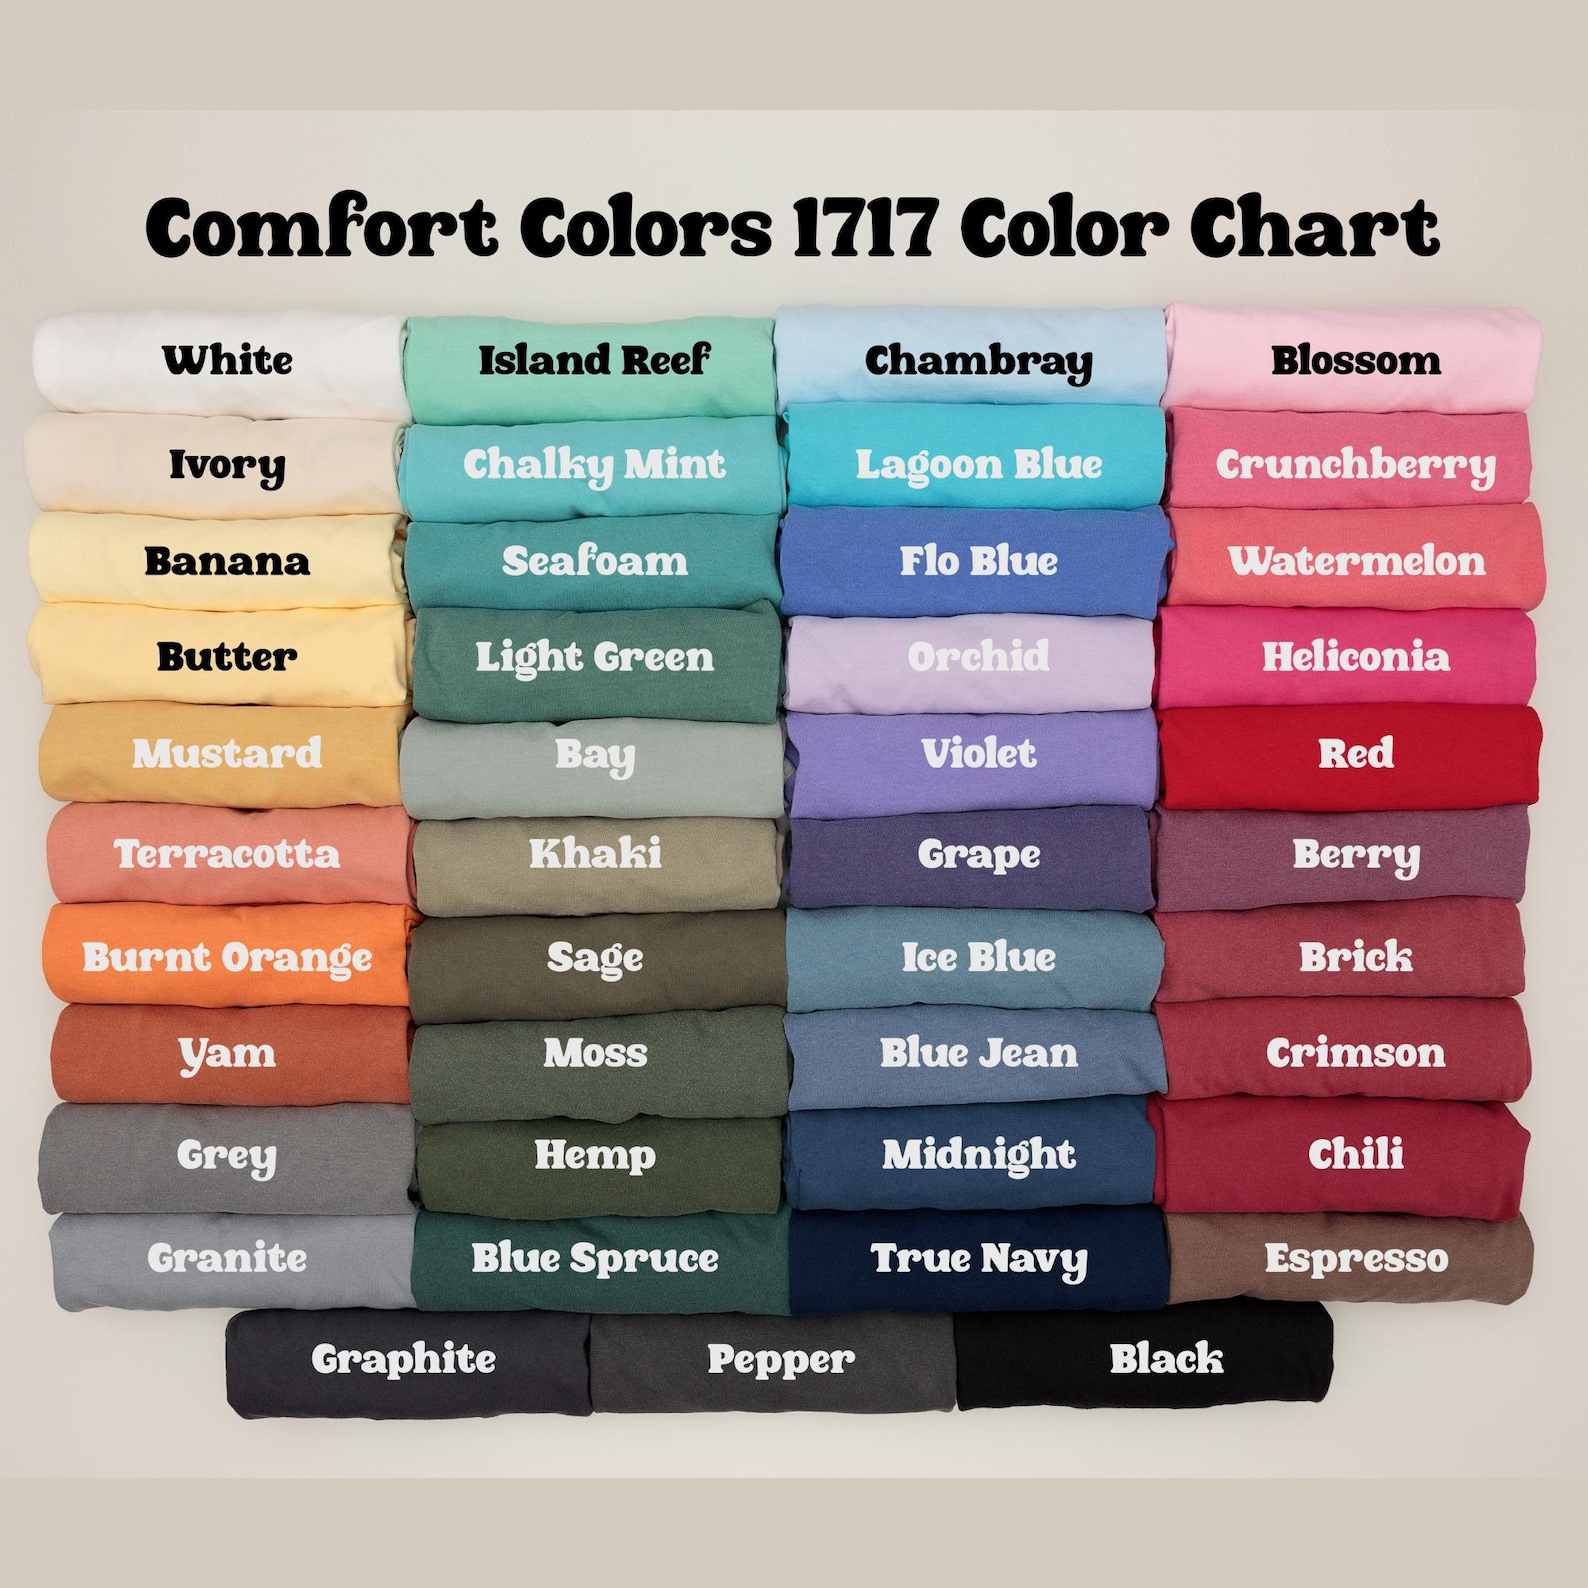 Comfort Colors 1717 Color Chart
White
Island Reef
Chambray
Blossom
Ivory
Chalky Mint
Lagoon Blue
Crunchberry
Banana
Seafoam
Flo Blue
Watermelon
Butter
Light Green
Orchid
Heliconia
Mustard
Bay
Violet
Red
Terracotta
Khaki
Grape
Berry
Burnt Orange
Sage
Ice Blue
Brick
Yam
Moss
Blue Jean
Crimson
Grey
Hemp
Midnight
Chili
Granite
Blue Spruce
True Navy
Espresso
Graphite
Pepper
Black